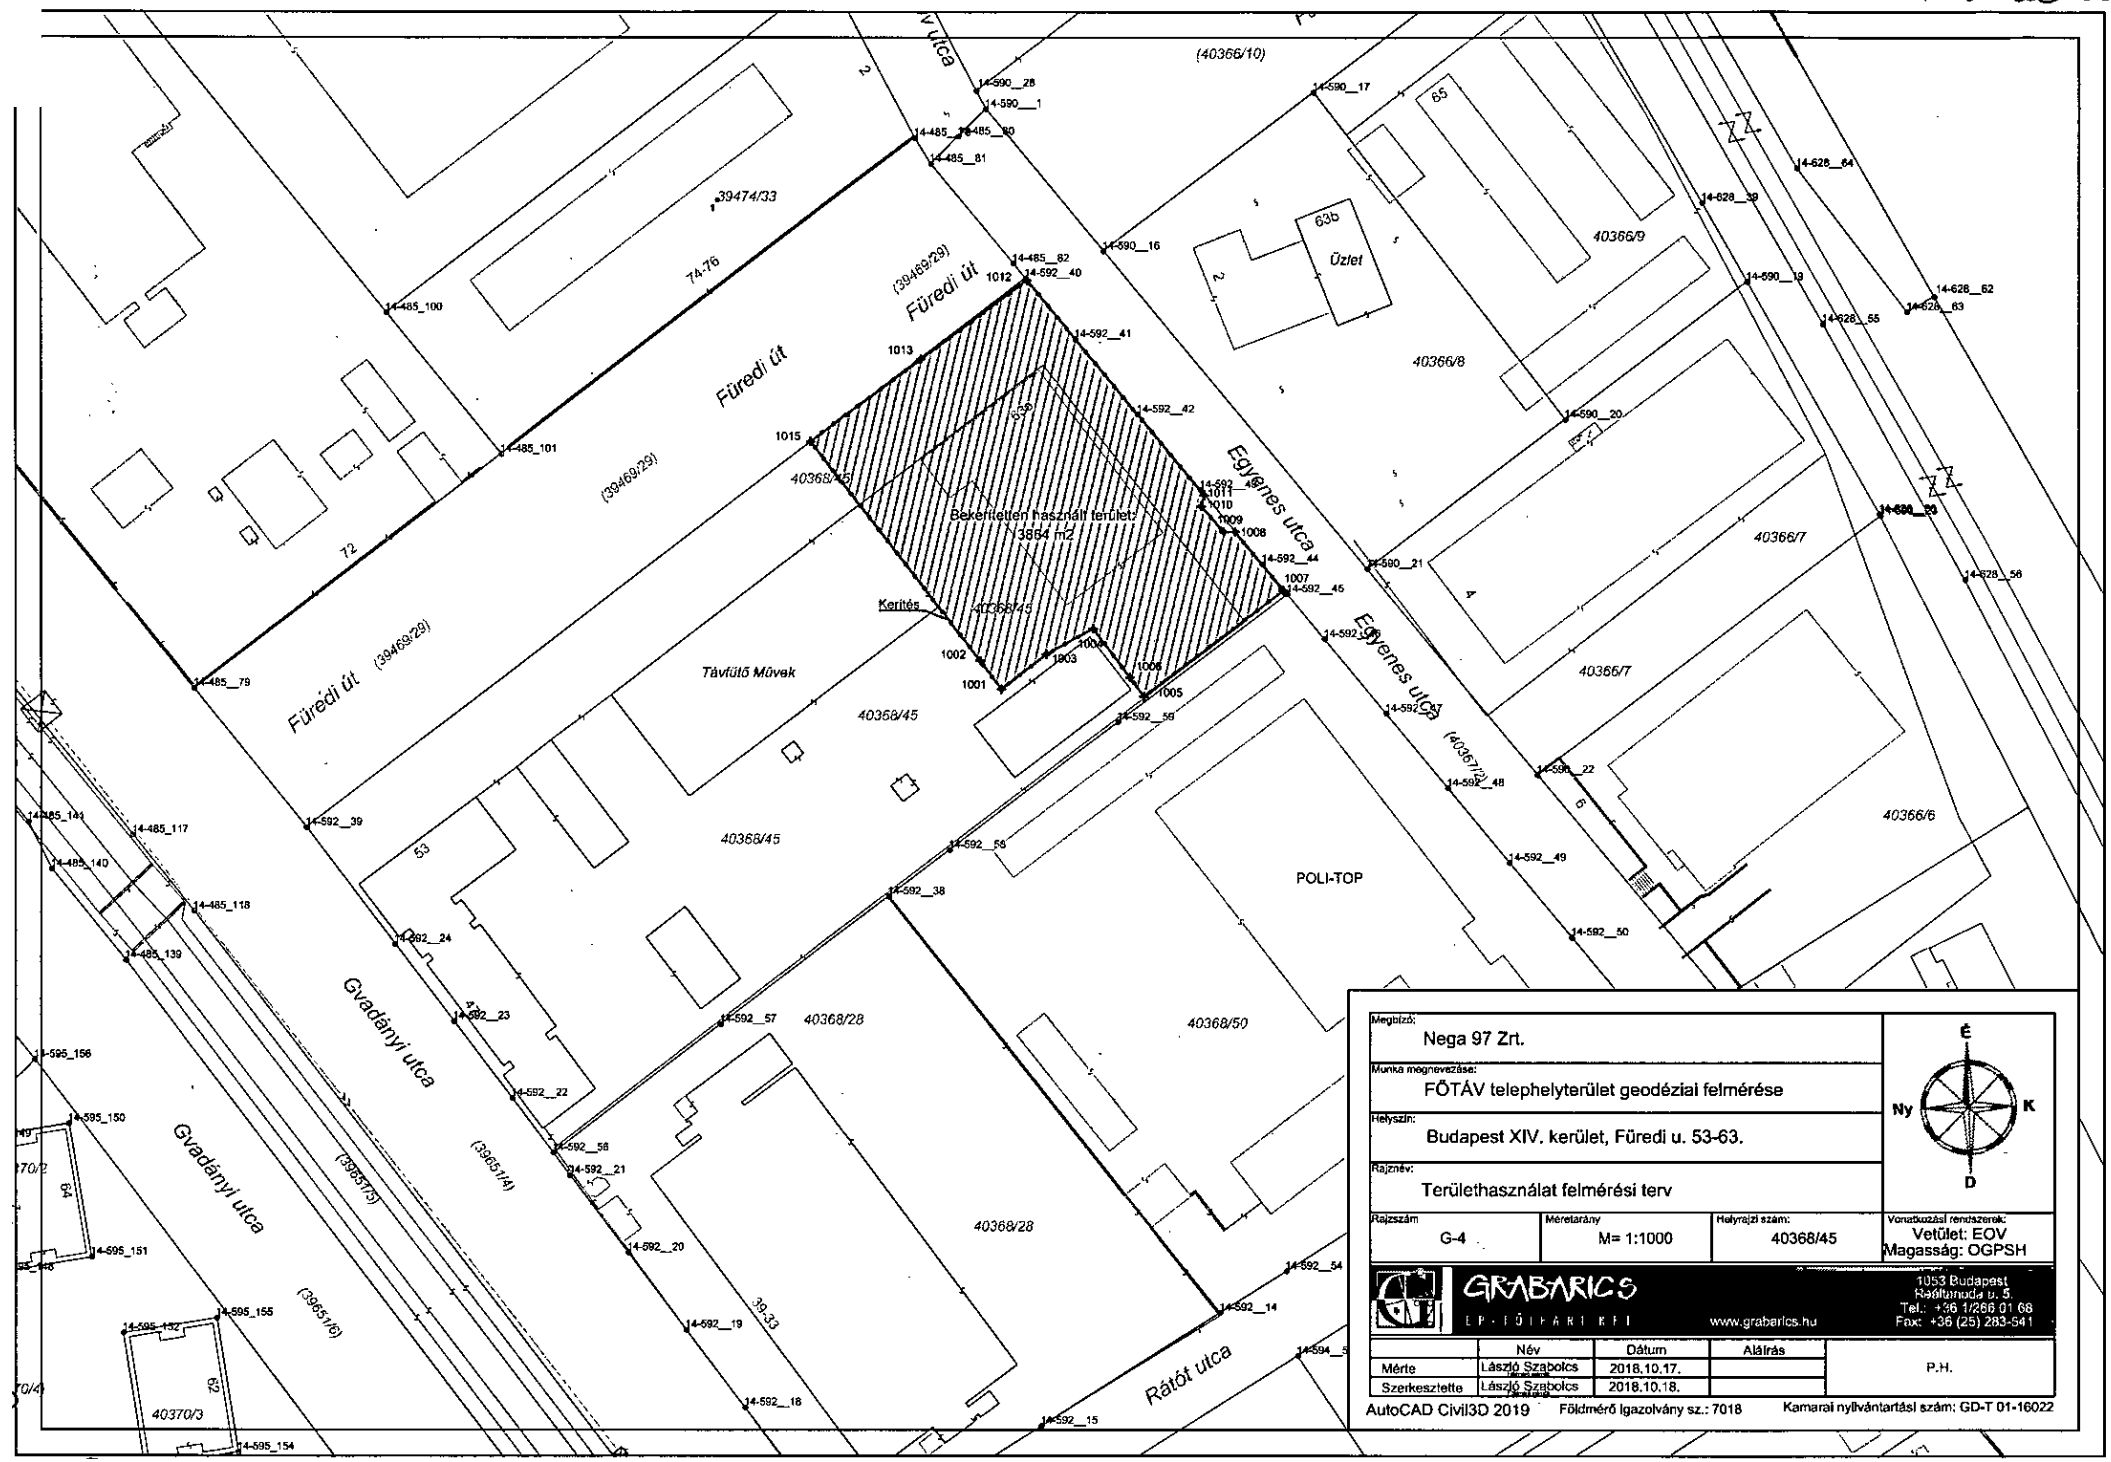 v utca
(40366/10)
14-590__28
14-590__17
14-590___1
14-485__80
14-485__81
65
2
14-628__64
39474/33
1
14-628__39
63b
Üzlet
2
40366/9
14-590__16
74-76
(39469/29)
Füredi út
14-485__82
14-592__40
1012
14-590__19
14-628__62
14-628__63
14-628__55
14-485_100
14-592__41
1013
40366/8
Füredi út
63a
14-592__42
14-590__20
1015
14-485_101
(39469/29)
40368/45
Egyenes utca
14-592__43
1011
1010
1009
1008
Bekerítetten használt terület:
3864 m2
72
40366/7
14-592__44
1007
14-592__45
14-590__21
14-628__56
4
Kerítés
40368/45
Egyenes utca
14-592__46
(39469/29)
1002
1003
1004
1006
1001
1005
Távfűtő Művek
40366/7
14-485__79
Füredi út
40368/45
14-592__59
14-592__47
(40367/2)
14-592__48
14-590__22
6
40366/6
14-485_141
14-485_117
14-592__39
40368/45
53
14-485_140
14-592__58
14-592__49
POLI-TOP
14-592__38
14-485_118
14-592__24
14-592__50
14-485_139
Gvadányi utca
14-592__23
14-592__57
40368/28
40368/50
14-595_156
14-592__22
14-595_150
Gvadányi utca
(39651/5)
(39651/4)
14-592__56
14-592__21
64
40368/28
14-595_151
14-592__20
14-592__54
(39651/6)
39-33
14-592__14
14-595_155
14-595_152
14-592__19
Rátót utca
62
40370/3
14-592__18
14-592__15
14-595_154
Megbízó:
Nega 97 Zrt.
Munka megnevezése:
FŐTÁV telephelyterület geodéziai felmérése
Helyszín:
Budapest XIV. kerület, Füredi u. 53-63.
Rajznév:
Területhasználat felmérési terv
É
Ny
K
D
Rajzszám
G-4
Méretarány
M= 1:1000
Helyrajzi szám:
40368/45
Vonatkozási rendszerek:
Vetület: EOV
Magasság: OGPSH
GRABARICS
ÉPÍTŐIPARI KFT
www.grabarics.hu
1053 Budapest
Reáltanoda u. 5.
Tel.: +36 1/266 01 68
Fax: +36 (25) 283-541
Név
Dátum
Aláírás
Mérte
László Szabolcs
2018.10.17.
P.H.
Szerkesztette
László Szabolcs
2018.10.18.
AutoCAD Civil3D 2019
Földmérő igazolvány sz.: 7018
Kamarai nyilvántartási szám: GD-T 01-16022